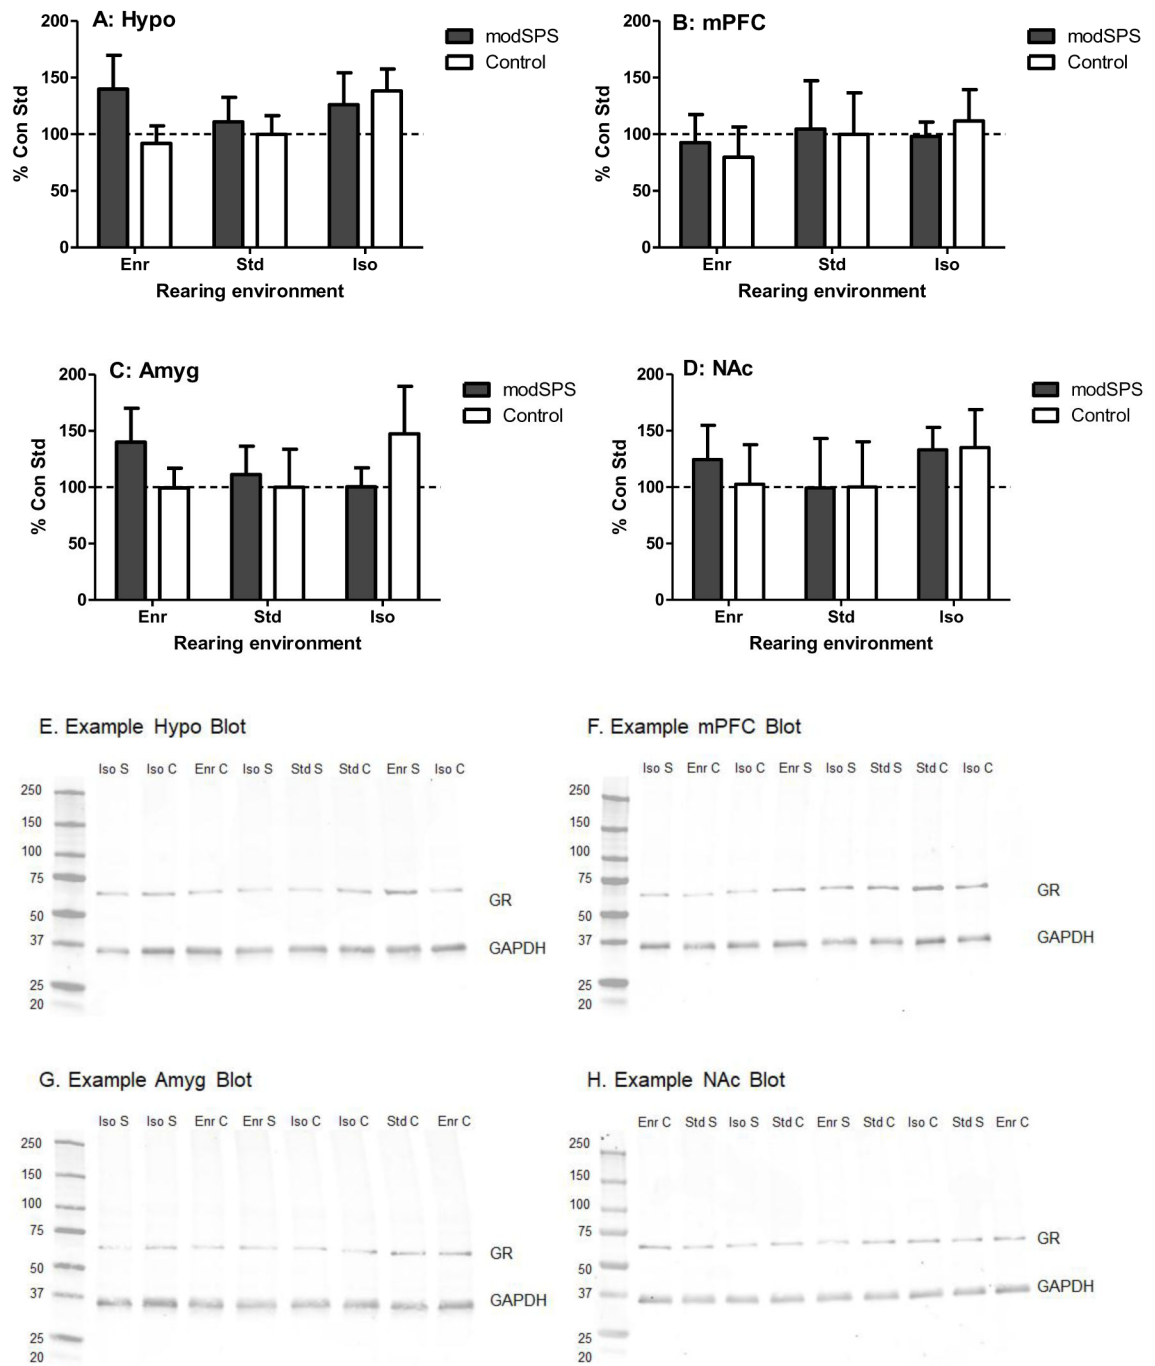 A: Hypo
modSPS
Control
% Con Std
200
150
100
50
0
Enr Std Iso
Rearing environment
B: mPFC
modSPS
Control
% Con Std
200
150
100
50
0
Enr Std Iso
Rearing environment
C: Amyg
modSPS
Control
% Con Std
200
150
100
50
0
Enr Std Iso
Rearing environment
D: NAc
modSPS
Control
% Con Std
200
150
100
50
0
Enr Std Iso
Rearing environment
E. Example Hypo Blot
Iso S Iso C Enr C Iso S Std S Std C Enr S Iso C
250
150
100
75
50
37
25
20
GR
GAPDH
F. Example mPFC Blot
Iso S Enr C Iso C Enr S Iso S Std S Std C Iso C
250
150
100
75
50
37
25
20
GR
GAPDH
G. Example Amyg Blot
Iso S Iso S Enr C Enr S Iso C Iso C Std C Enr C
250
150
100
75
50
37
25
20
GR
GAPDH
H. Example NAc Blot
Enr C Std S Iso S Std C Enr S Std C Iso C Std S Enr C
250
150
100
75
50
37
25
20
GR
GAPDH